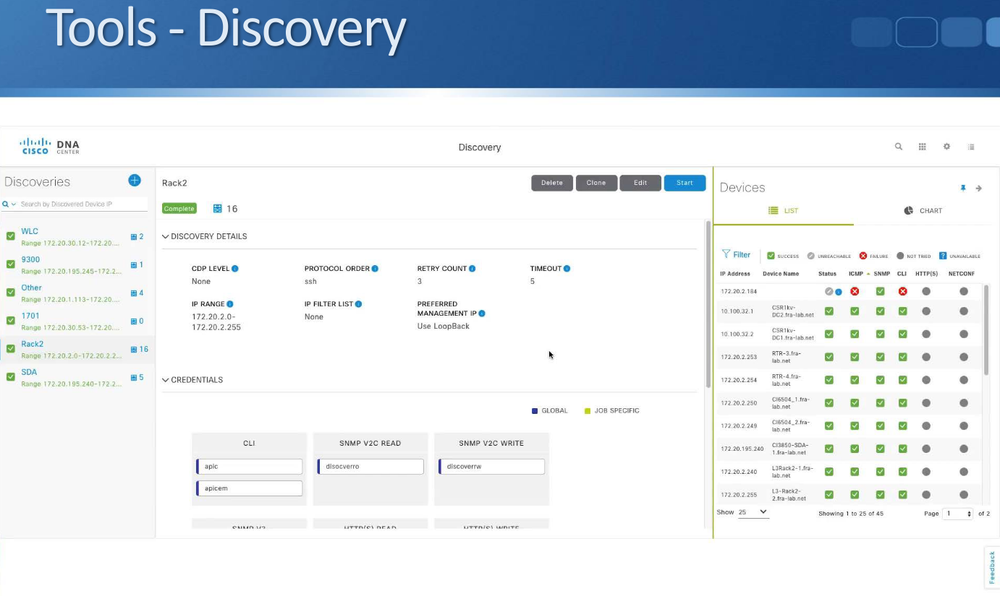 Tools - Discovery
CISCO
DNA
CENTER
Discovery
Discoveries
Search by Discovered Device IP
WLC
Range 172.20.30.12-172.20....
2
9300
Range 172.20.195.245-172.2...
1
Other
Range 172.20.1.113-172.20....
4
1701
Range 172.20.30.53-172.20....
0
Rack2
Range 172.20.2.0-172.20.2.2...
16
SDA
Range 172.20.195.240-172.2...
5
Rack2
Delete Clone Edit Start
Complete 16
DISCOVERY DETAILS
CDP LEVEL PROTOCOL ORDER RETRY COUNT TIMEOUT
None ssh 3 5
IP RANGE IP FILTER LIST PREFERRED
MANAGEMENT IP
172.20.2.0- None Use LoopBack
172.20.2.255
CREDENTIALS
GLOBAL JOB SPECIFIC
CLI SNMP V2C READ SNMP V2C WRITE
apic disocverro discoverrw
apicem
SNMP V3 HTTP(S) READ HTTP(S) WRITE
Devices
LIST CHART
Filter SUCCESS UNREACHABLE FAILURE NOT TRIED ? UNAVAILABLE
IP Address Device Name Status ICMP SNMP CLI HTTP(S) NETCONF
172.20.2.184
10.100.32.1 CSR1kv-
DC2.fra-lab.net
10.100.32.2 CSR1kv-
DC1.fra-lab.net
172.20.2.253 RTR-3.fra-
lab.net
172.20.2.254 RTR-4.fra-
lab.net
172.20.2.250 CI6504_1.fra-
lab.net
172.20.2.249 CI6504_2.fra-
lab.net
172.20.195.240 CI3850-SDA-
1.fra-lab.net
172.20.2.240 L3Rack2-1.fra-
lab.net
172.20.2.255 L3-Rack2-
2.fra-lab.net
Show 25 Showing 1 to 25 of 45 Page 1 of 2
Feedback